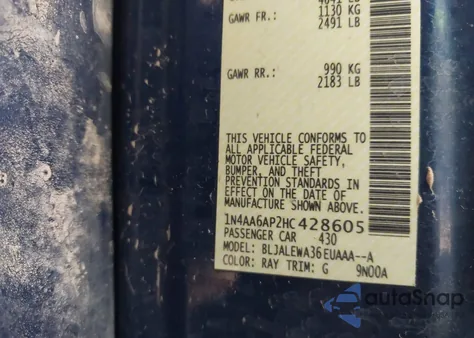 4641 LB
GAWR FR.: 1130 KG
2491 LB
GAWR RR.: 990 KG
2183 LB
THIS VEHICLE CONFORMS TO
ALL APPLICABLE FEDERAL
MOTOR VEHICLE SAFETY,
BUMPER, AND THEFT
PREVENTION STANDARDS IN
EFFECT ON THE DATE OF
MANUFACTURE SHOWN ABOVE.
1N4AA6AP2HC428605
PASSENGER CAR 430
MODEL: BLJALEWA36EUAAA--A
COLOR: RAY TRIM: G 9N00A
autoSnap